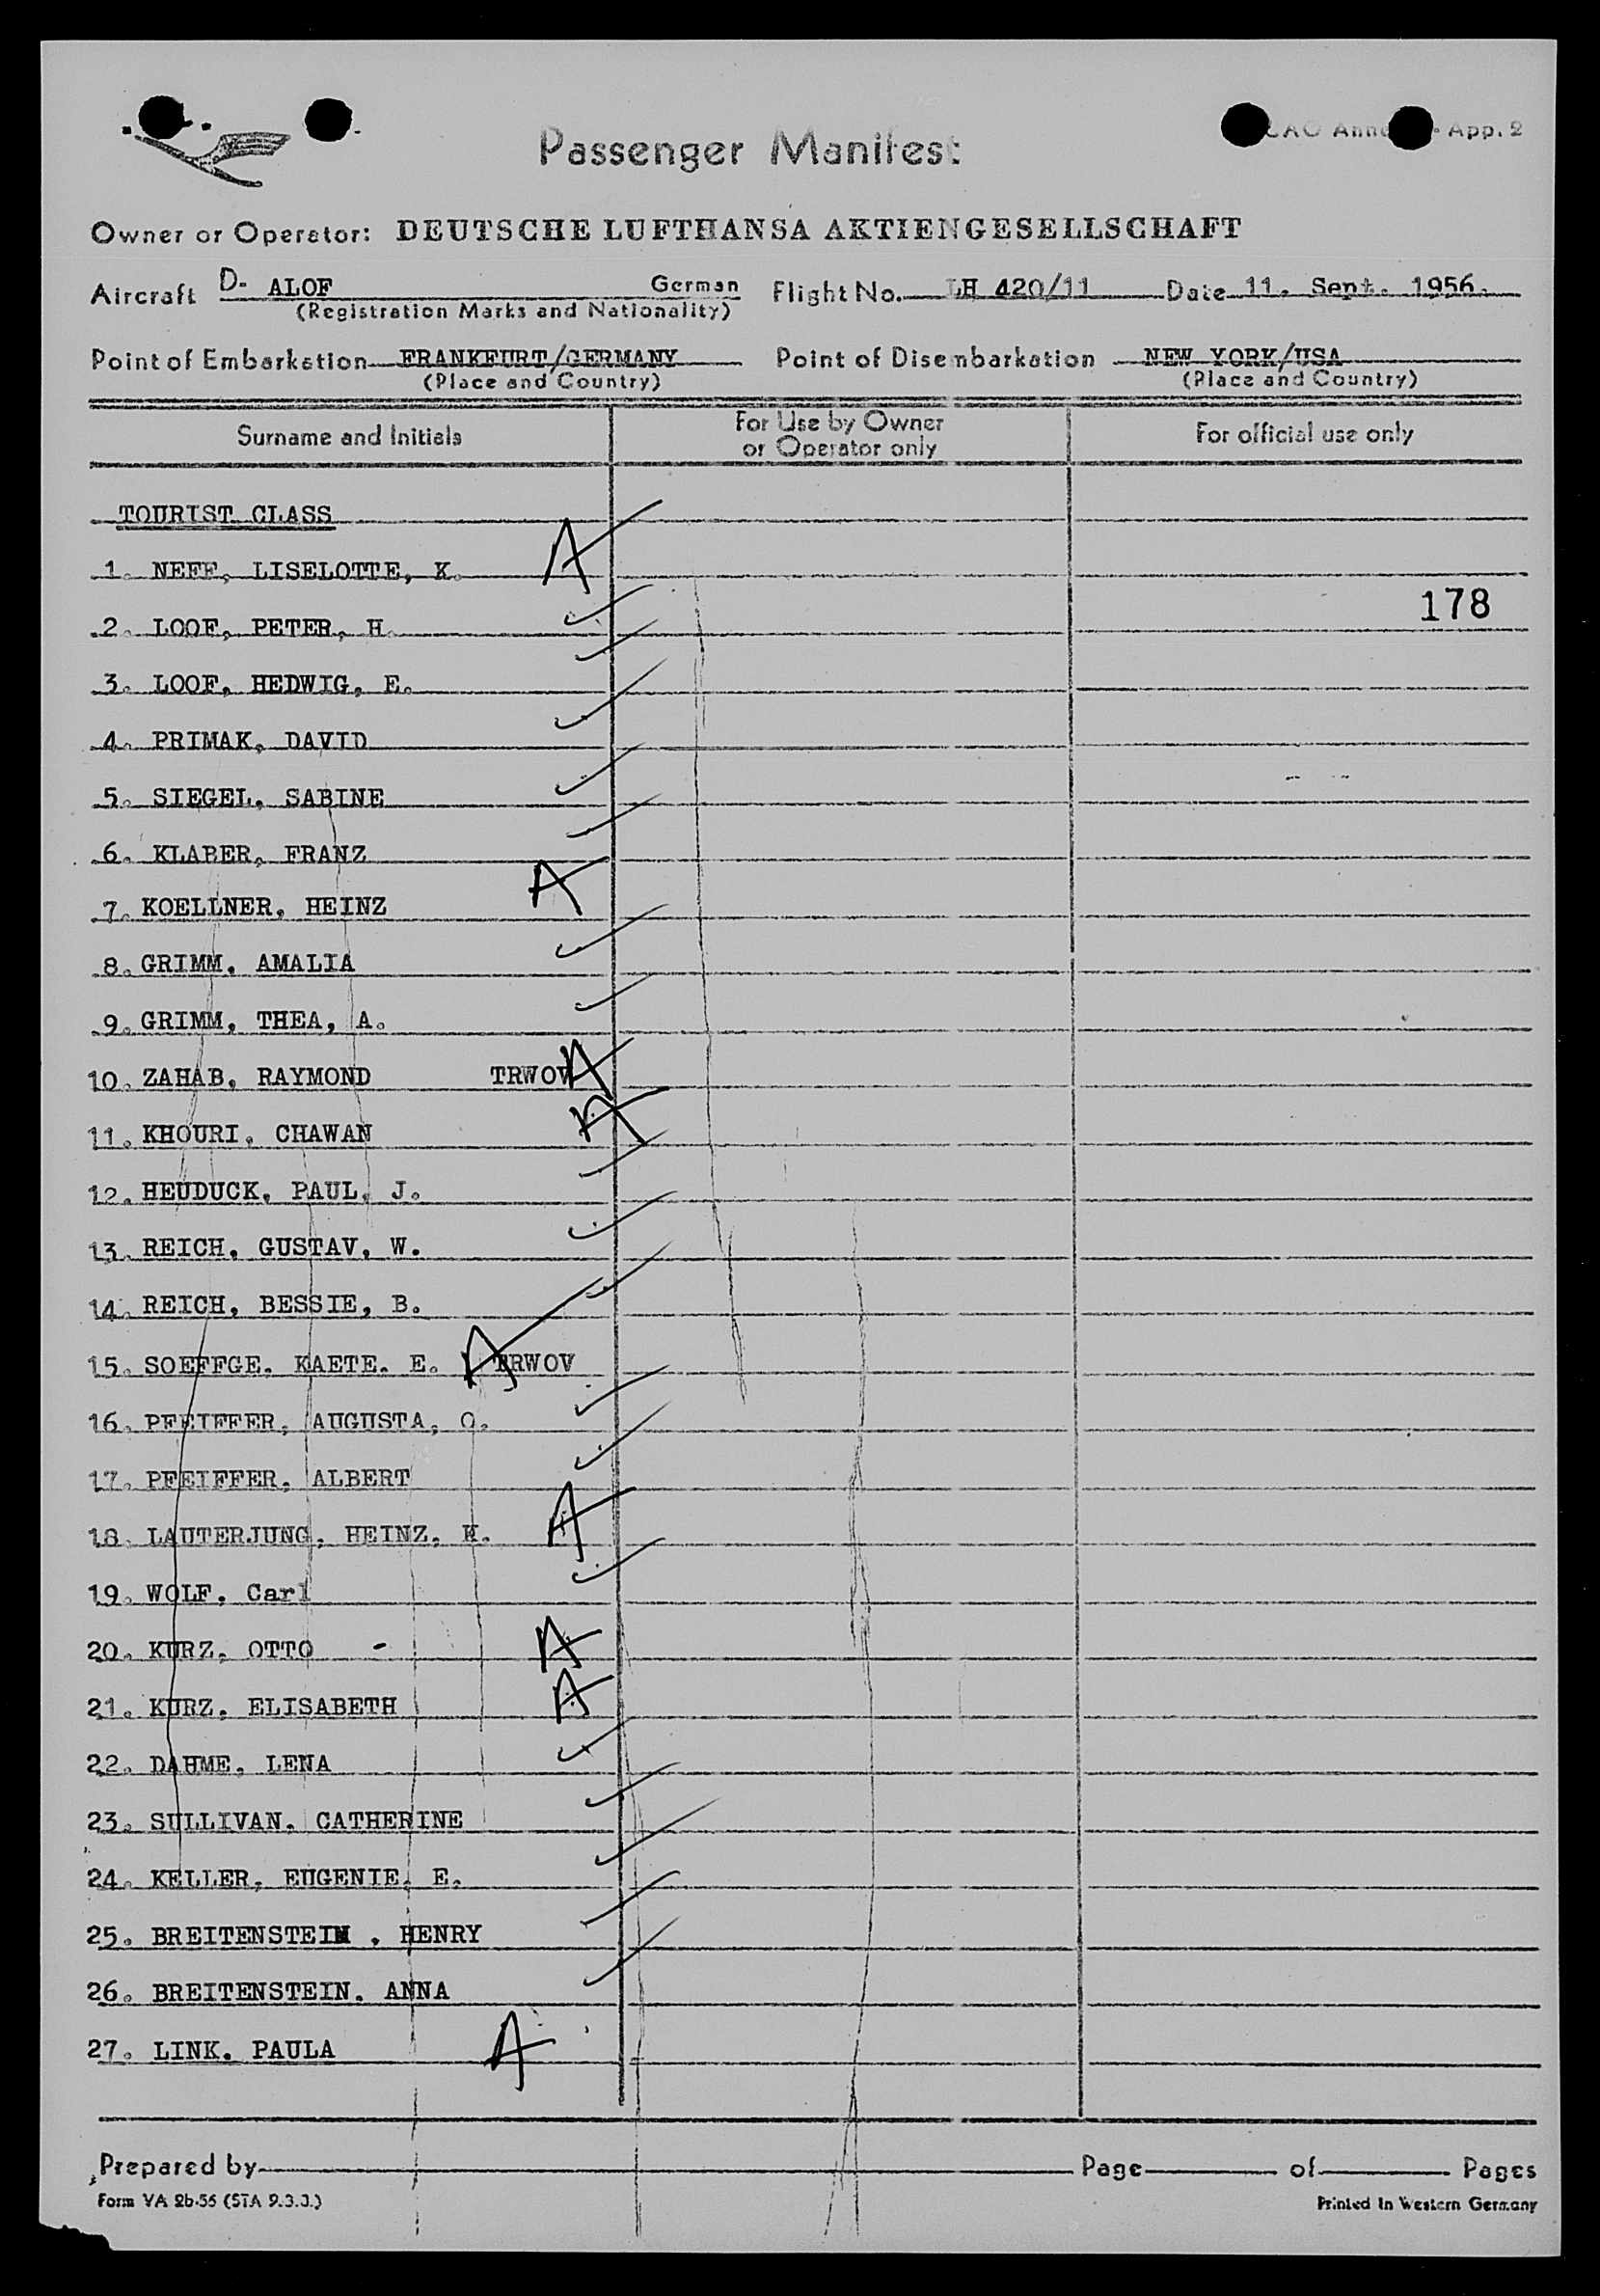 App. 2
Passenger Manifest
Owner or Operator: DEUTSCHE LUFTHANSA AKTIENGESELLSCHAFT
Aircraft D- ALOF German Flight No. LH 420/11 Date 11. Sept. 1956.
(Registration Marks and Nationality)
Point of Embarkation FRANKFURT/GERMANY Point of Disembarkation NEW YORK/USA
(Place and Country) (Place and Country)
Surname and Initials For Use by Owner or Operator only For official use only
TOURIST CLASS
1. NEFF, LISELOTTE, K. A
178
2. LOOF, PETER, H.
3. LOOF, HEDWIG, E.
4. PRIMAK, DAVID
5. SIEGEL, SABINE
6. KLABER, FRANZ
7. KOELLNER, HEINZ A
8. GRIMM, AMALIA
9. GRIMM, THEA, A.
10. ZAHAB, RAYMOND TRWOV A
11. KHOURI, CHAWAN A
12. HEUDUCK, PAUL, J.
13. REICH, GUSTAV, W.
14. REICH, BESSIE, B.
15. SOEFFGE, KAETE, E. A TRWOV
16. PFEIFFER, AUGUSTA, O.
17. PFEIFFER, ALBERT
18. LAUTERJUNG, HEINZ, K. A
19. WOLF, Carl
20. KURZ, OTTO - A
21. KURZ, ELISABETH A
22. DAHME, LENA
23. SULLIVAN, CATHERINE
24. KELLER, EUGENIE, E.
25. BREITENSTEIN , HENRY
26. BREITENSTEIN, ANNA
27. LINK, PAULA A
Prepared by Page of Pages
Form VA 2b-56 (STA 9.3.3.) Printed in Western Germany